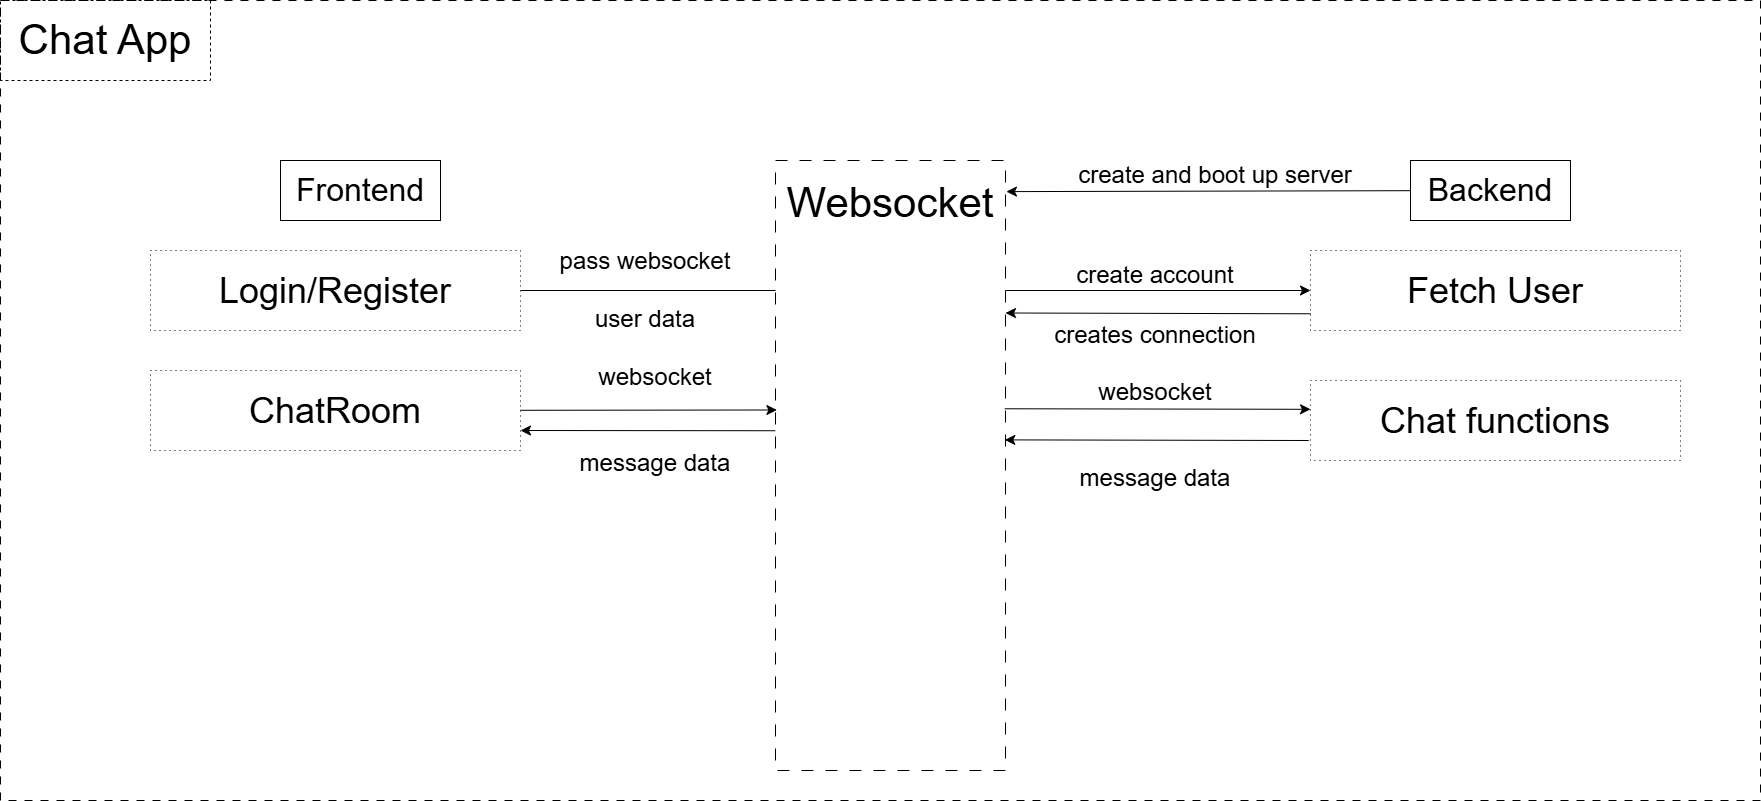 Chat App
Frontend
Websocket
create and boot up server
Backend
Login/Register
pass websocket
user data
create account
creates connection
Fetch User
ChatRoom
websocket
message data
websocket
message data
Chat functions